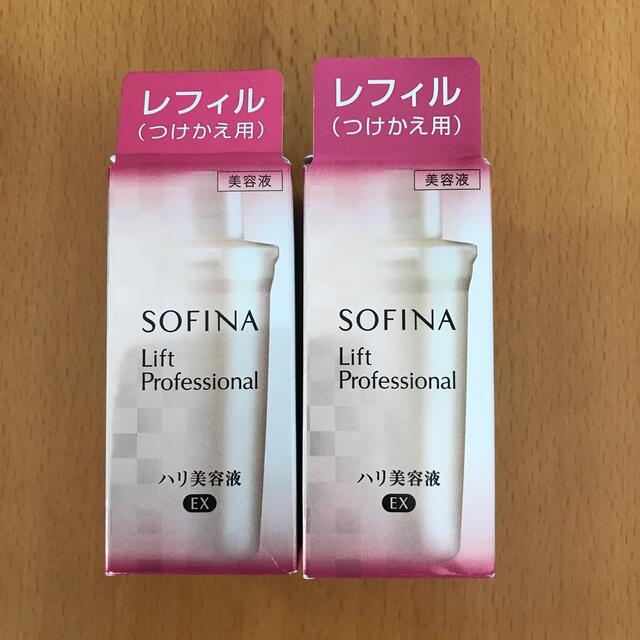 レフィル
(つけかえ用)
美容液
SOFINA
Lift
Professional
ハリ美容液
EX
レフィル
(つけかえ用)
美容液
SOFINA
Lift
Professional
ハリ美容液
EX